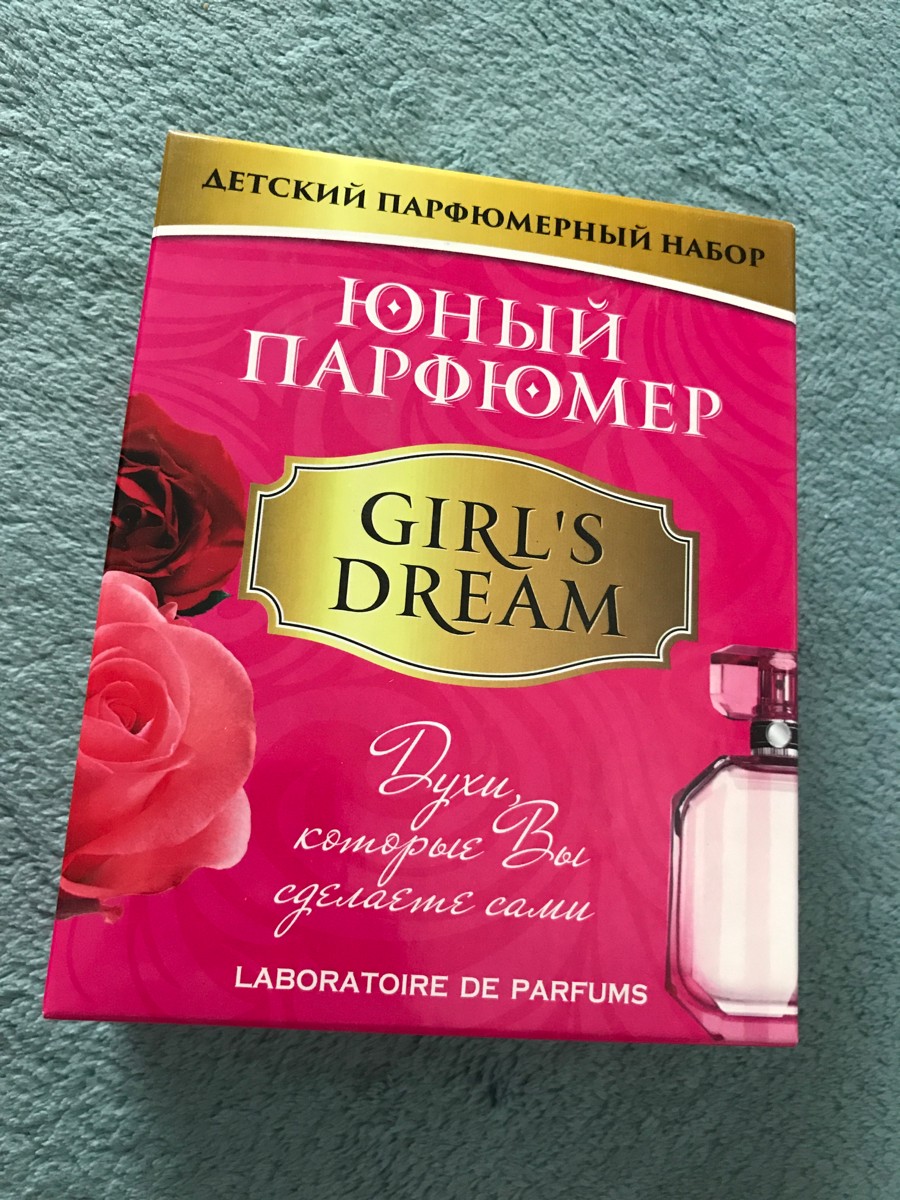 ДЕТСКИЙ ПАРФЮМЕРНЫЙ НАБОР
ЮНЫЙ
ПАРФЮМЕР
GIRL'S
DREAM
Духи,
которые Вы
сделаете сами
LABORATOIRE DE PARFUMS